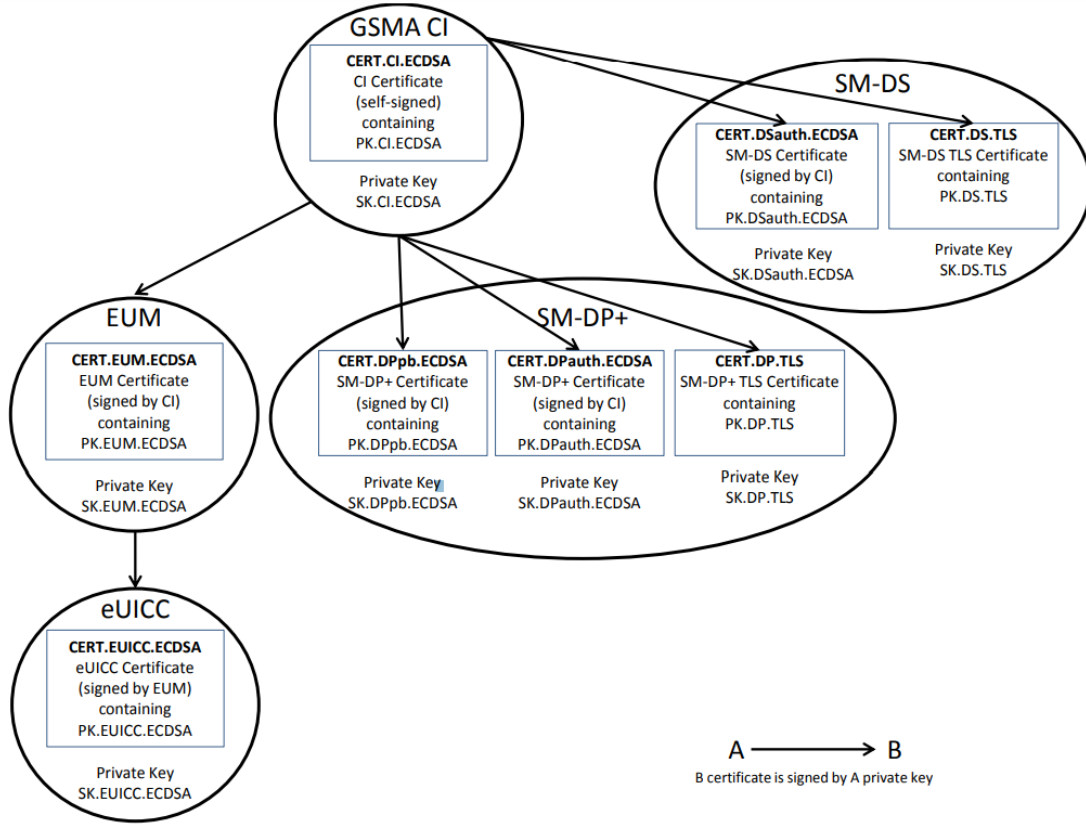 GSMA CI
CERT.CI.ECDSA
CI Certificate
(self-signed)
containing
PK.CI.ECDSA
Private Key
SK.CI.ECDSA
SM-DS
CERT.DSauth.ECDSA
SM-DS Certificate
(signed by CI)
containing
PK.DSauth.ECDSA
Private Key
SK.DSauth.ECDSA
CERT.DS.TLS
SM-DS TLS Certificate
containing
PK.DS.TLS
Private Key
SK.DS.TLS
EUM
CERT.EUM.ECDSA
EUM Certificate
(signed by CI)
containing
PK.EUM.ECDSA
Private Key
SK.EUM.ECDSA
SM-DP+
CERT.DPpb.ECDSA
SM-DP+ Certificate
(signed by CI)
containing
PK.DPpb.ECDSA
Private Key
SK.DPpb.ECDSA
CERT.DPauth.ECDSA
SM-DP+ Certificate
(signed by CI)
containing
PK.DPauth.ECDSA
Private Key
SK.DPauth.ECDSA
CERT.DP.TLS
SM-DP+ TLS Certificate
containing
PK.DP.TLS
Private Key
SK.DP.TLS
eUICC
CERT.EUICC.ECDSA
eUICC Certificate
(signed by EUM)
containing
PK.EUICC.ECDSA
Private Key
SK.EUICC.ECDSA
A B
B certificate is signed by A private key